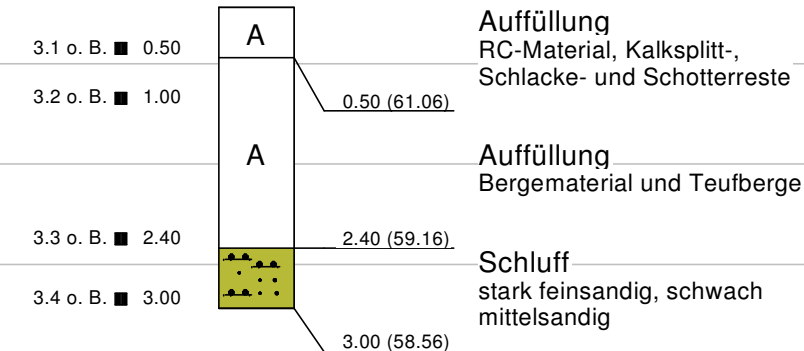 Auffüllung
A
3.1 o. B. 0.50
RC-Material, Kalksplitt-,
Schlacke- und Schotterreste
3.2 o. B. 1.00
0.50 (61.06)
A
Auffüllung
Bergematerial und Teufberge
3.3 o. B. 2.40
2.40 (59.16)
Schluff
3.4 o. B. 3.00
stark feinsandig, schwach
mittelsandig
3.00 (58.56)